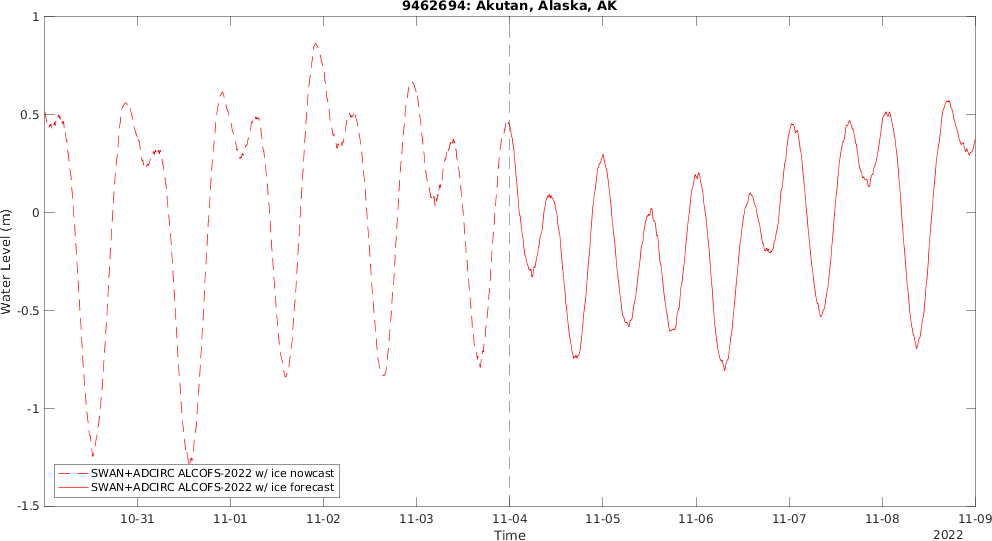 9462694: Akutan, Alaska, AK
1
0.5
0
-0.5
-1
-1.5
Water Level (m)
SWAN+ADCIRC ALCOFS-2022 w/ ice nowcast
SWAN+ADCIRC ALCOFS-2022 w/ ice forecast
10-31 11-01 11-02 11-03 11-04 11-05 11-06 11-07 11-08 11-09
Time
2022